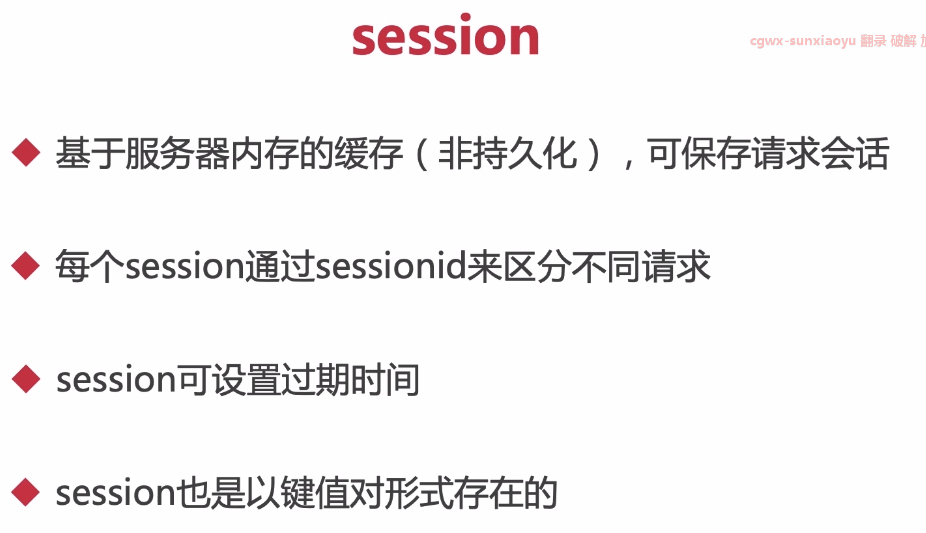 session
cgwx-sunxiaoyu 翻录 破解
基于服务器内存的缓存（非持久化），可保存请求会话
每个session通过sessionid来区分不同请求
session可设置过期时间
session也是以键值对形式存在的